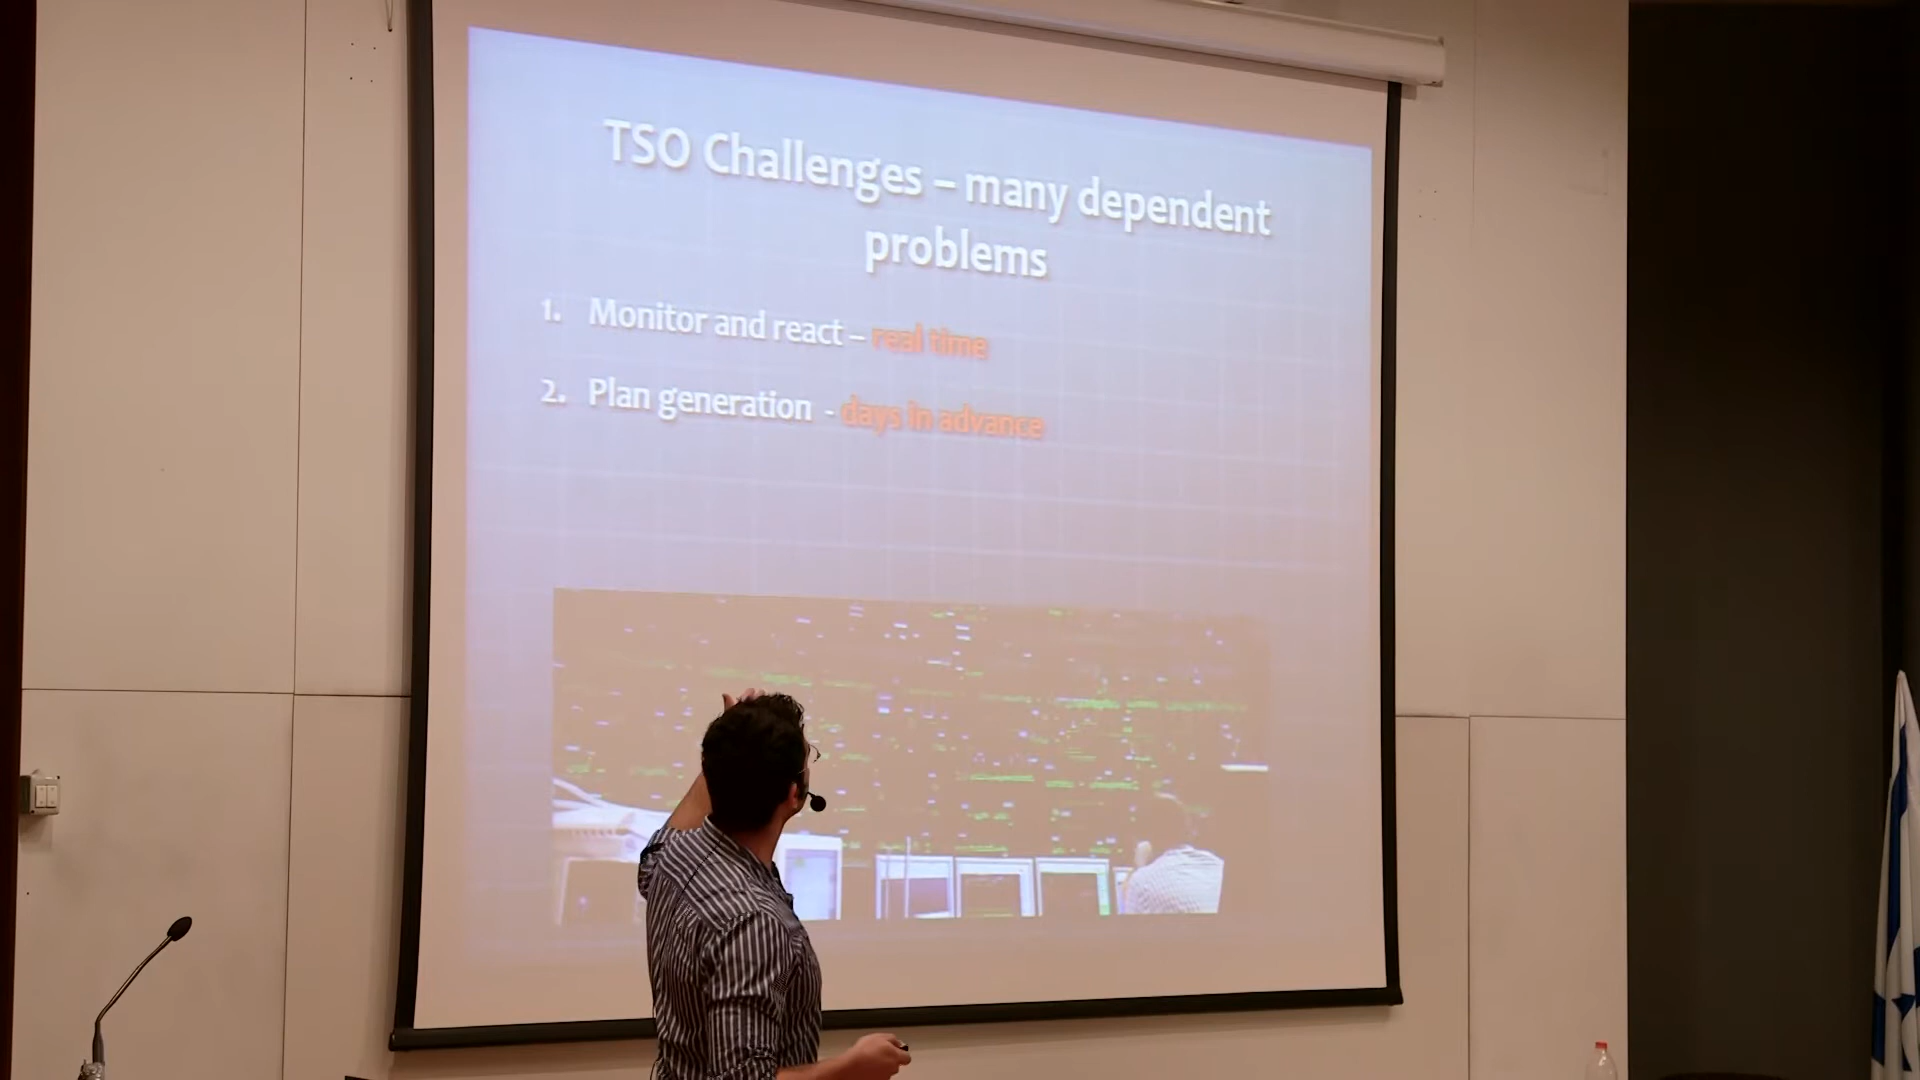 TSO Challenges – many dependent
problems
1. Monitor and react – real time
2. Plan generation - days in advance